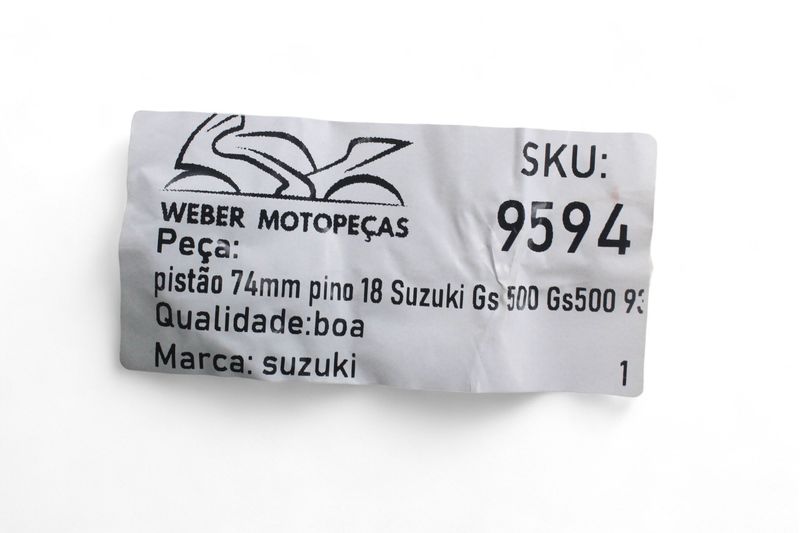 WEBER MOTOPEÇAS
SKU:
9594
Peça:
pistão 74mm pino 18 Suzuki Gs 500 Gs500 93
Qualidade:boa
Marca: suzuki
1